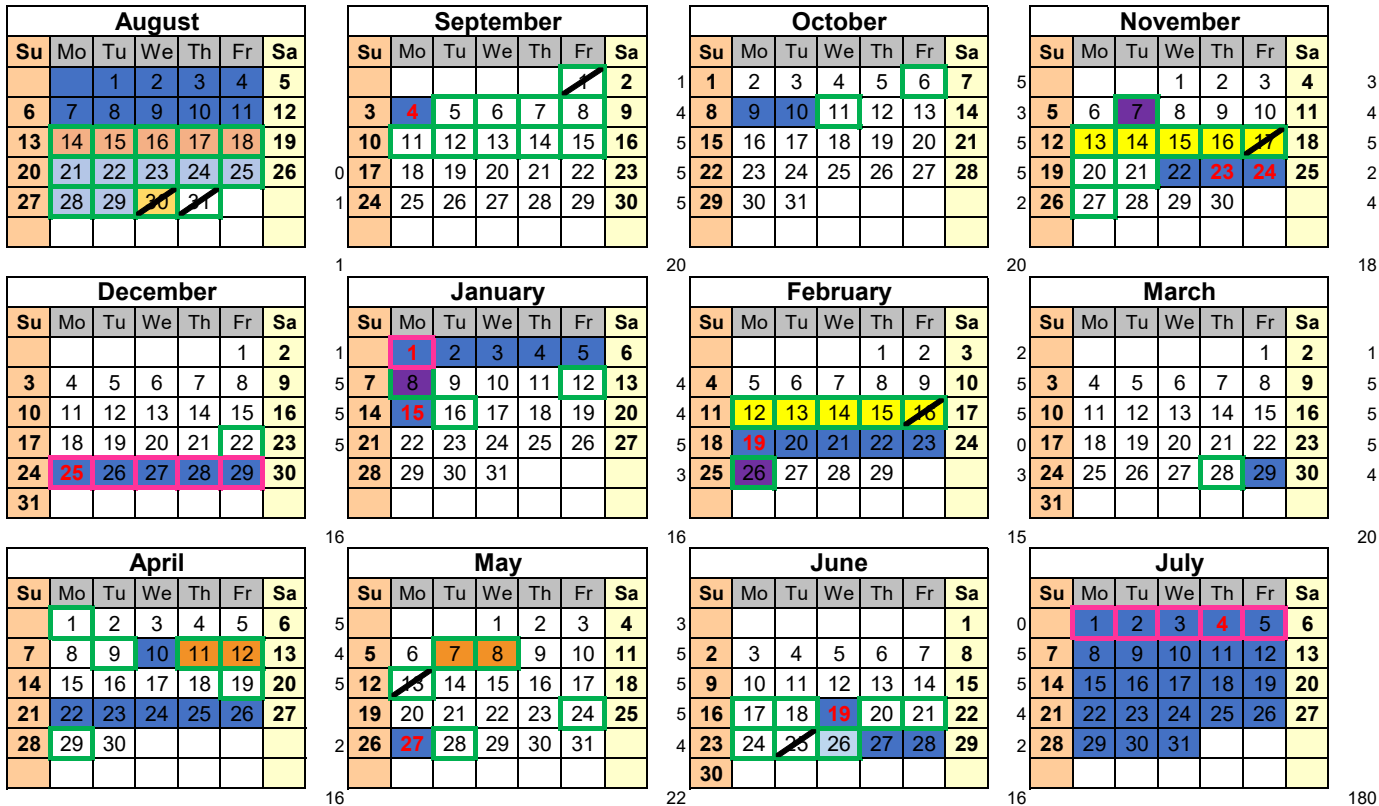 August
Su Mo Tu We Th Fr Sa
1 2 3 4 5
6 7 8 9 10 11 12
13 14 15 16 17 18 19
20 21 22 23 24 25 26 0
27 28 29 30 31 1
1
September
Su Mo Tu We Th Fr Sa
1 2 1
3 4 5 6 7 8 9 4
10 11 12 13 14 15 16 5
17 18 19 20 21 22 23 5
24 25 26 27 28 29 30 5
20
October
Su Mo Tu We Th Fr Sa
1 2 3 4 5 6 7 5
8 9 10 11 12 13 14 3
15 16 17 18 19 20 21 5
22 23 24 25 26 27 28 5
29 30 31 2
20
November
Su Mo Tu We Th Fr Sa
1 2 3 4 3
5 6 7 8 9 10 11 4
12 13 14 15 16 17 18 5
19 20 21 22 23 24 25 2
26 27 28 29 30 4
18
December
Su Mo Tu We Th Fr Sa
1 2 1
3 4 5 6 7 8 9 5
10 11 12 13 14 15 16 5
17 18 19 20 21 22 23 5
24 25 26 27 28 29 30
31
16
January
Su Mo Tu We Th Fr Sa
1 2 3 4 5 6
7 8 9 10 11 12 13 4
14 15 16 17 18 19 20 4
21 22 23 24 25 26 27 5
28 29 30 31 3
16
February
Su Mo Tu We Th Fr Sa
1 2 3 2
4 5 6 7 8 9 10 5
11 12 13 14 15 16 17 5
18 19 20 21 22 23 24 0
25 26 27 28 29 3
15
March
Su Mo Tu We Th Fr Sa
1 2 1
3 4 5 6 7 8 9 5
10 11 12 13 14 15 16 5
17 18 19 20 21 22 23 5
24 25 26 27 28 29 30 4
31
20
April
Su Mo Tu We Th Fr Sa
1 2 3 4 5 6 5
7 8 9 10 11 12 13 4
14 15 16 17 18 19 20 5
21 22 23 24 25 26 27
28 29 30 2
16
May
Su Mo Tu We Th Fr Sa
1 2 3 4 3
5 6 7 8 9 10 11 5
12 13 14 15 16 17 18 5
19 20 21 22 23 24 25 5
26 27 28 29 30 31 4
22
June
Su Mo Tu We Th Fr Sa
1 0
2 3 4 5 6 7 8 5
9 10 11 12 13 14 15 5
16 17 18 19 20 21 22 4
23 24 25 26 27 28 29 2
30
16
July
Su Mo Tu We Th Fr Sa
1 2 3 4 5 6
7 8 9 10 11 12 13
14 15 16 17 18 19 20
21 22 23 24 25 26 27
28 29 30 31
180